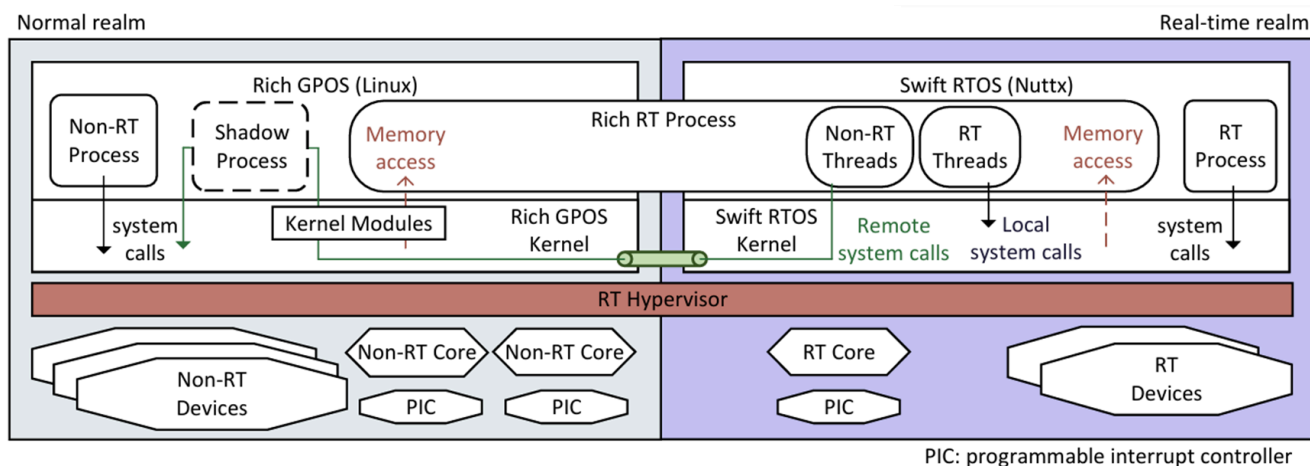 Normal realm
Real-time realm
Rich GPOS (Linux)
Swift RTOS (Nuttx)
Non-RT
Process
Shadow
Process
Memory
access
Rich RT Process
Non-RT
Threads
RT
Threads
Memory
access
RT
Process
system
calls
Kernel Modules
Rich GPOS
Kernel
Swift RTOS
Kernel
Remote
system calls
Local
system calls
system
calls
RT Hypervisor
Non-RT
Devices
Non-RT Core
Non-RT Core
PIC
PIC
RT Core
PIC
RT
Devices
PIC: programmable interrupt controller